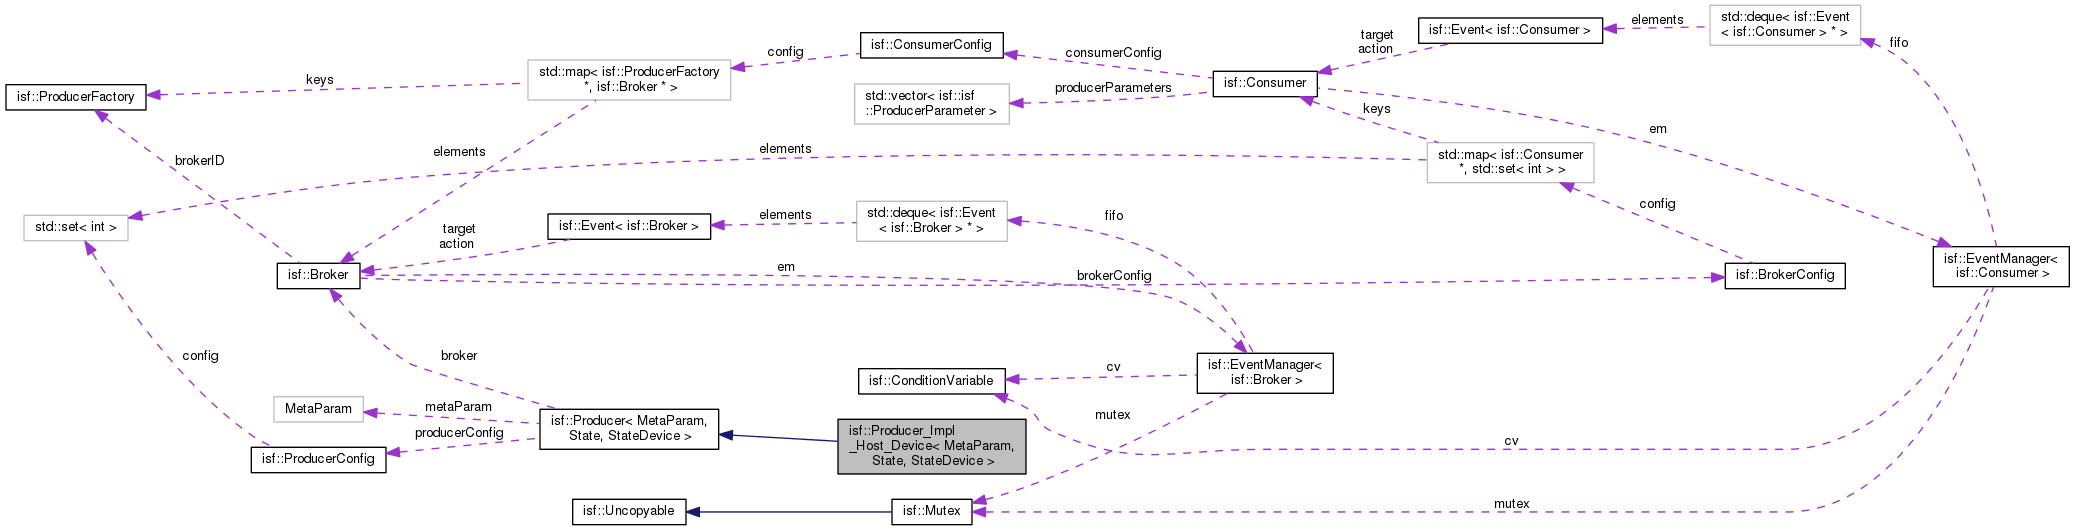 isf::ProducerFactory
keys
std::map< isf::ProducerFactory
*, isf::Broker * >
config
isf::ConsumerConfig
consumerConfig
std::vector< isf::isf
::ProducerParameter >
producerParameters
isf::Consumer
target
action
isf::Event< isf::Consumer >
elements
std::deque< isf::Event
< isf::Consumer > * >
fifo
brokerID
elements
elements
keys
em
std::map< isf::Consumer
*, std::set< int > >
config
std::set< int >
isf::Broker
target
action
isf::Event< isf::Broker >
elements
std::deque< isf::Event
< isf::Broker > * >
fifo
em
brokerConfig
isf::BrokerConfig
isf::EventManager<
isf::Consumer >
config
broker
isf::ConditionVariable
cv
isf::EventManager<
isf::Broker >
MetaParam
metaParam
producerConfig
isf::ProducerConfig
isf::Producer< MetaParam,
State, StateDevice >
isf::Producer_Impl
_Host_Device< MetaParam,
State, StateDevice >
mutex
cv
isf::Uncopyable
isf::Mutex
mutex